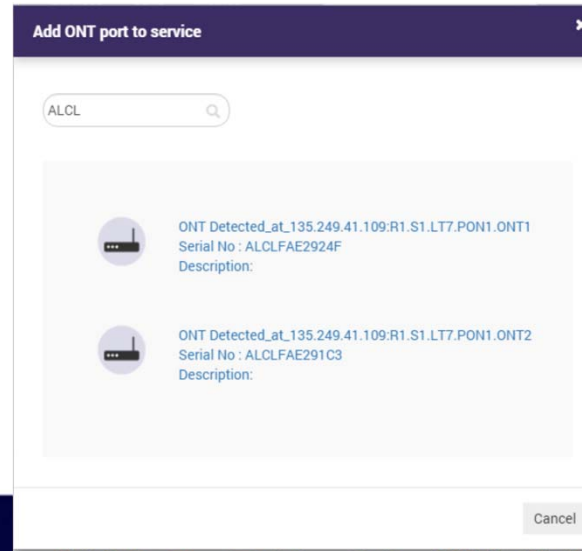 Add ONT port to service
ALCL
ONT Detected_at_135.249.41.109:R1.S1.LT7.PON1.ONT1
Serial No : ALCLFAE2924F
Description:
ONT Detected_at_135.249.41.109:R1.S1.LT7.PON1.ONT2
Serial No : ALCLFAE291C3
Description:
Cancel